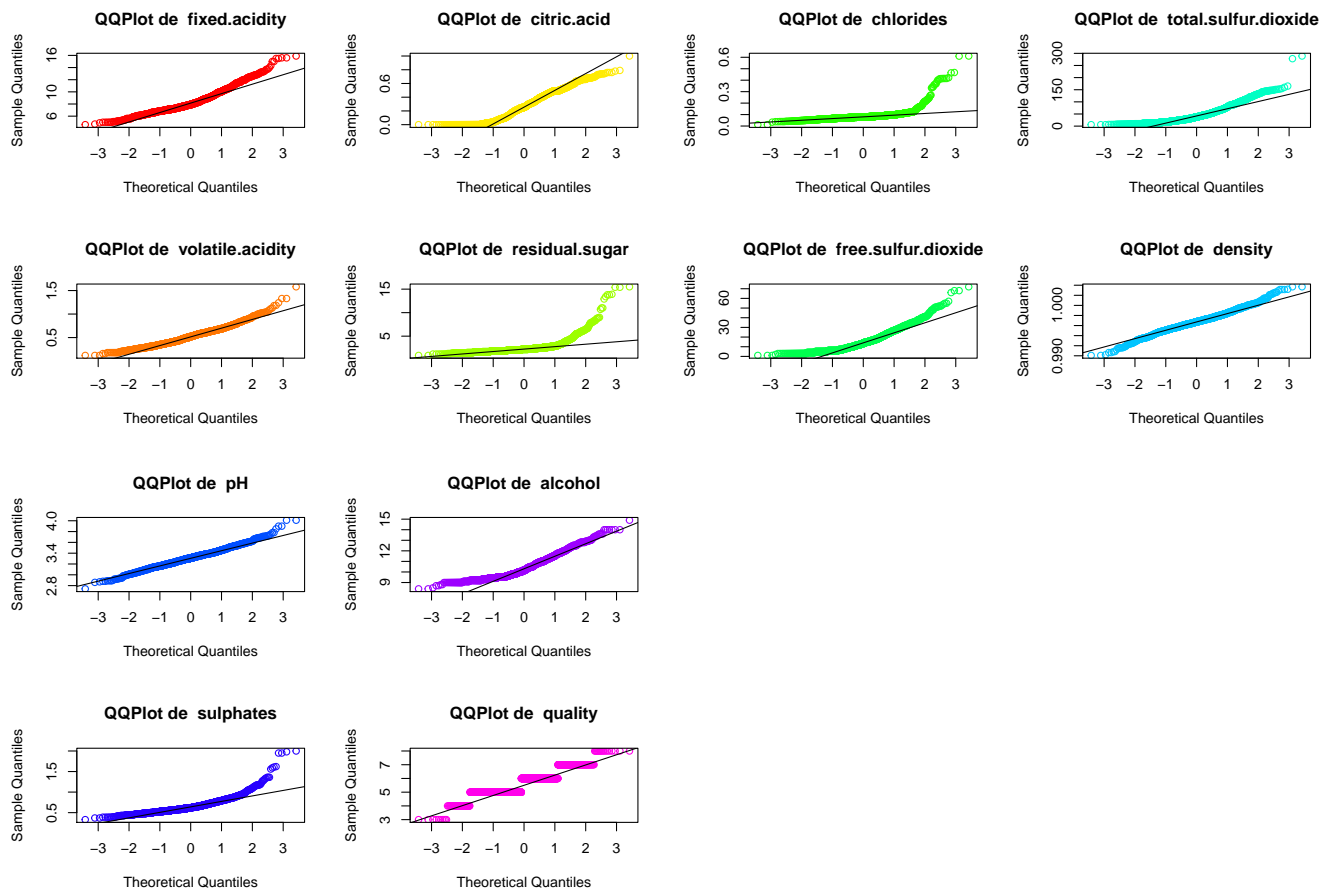 QQPlot de fixed.acidity
Sample Quantiles
6 10 16
−3 −2 −1 0 1 2 3
Theoretical Quantiles
QQPlot de citric.acid
Sample Quantiles
0.0 0.6
−3 −2 −1 0 1 2 3
Theoretical Quantiles
QQPlot de chlorides
Sample Quantiles
0.0 0.3 0.6
−3 −2 −1 0 1 2 3
Theoretical Quantiles
QQPlot de total.sulfur.dioxide
Sample Quantiles
0 150 300
−3 −2 −1 0 1 2 3
Theoretical Quantiles
QQPlot de volatile.acidity
Sample Quantiles
0.5 1.5
−3 −2 −1 0 1 2 3
Theoretical Quantiles
QQPlot de residual.sugar
Sample Quantiles
5 15
−3 −2 −1 0 1 2 3
Theoretical Quantiles
QQPlot de free.sulfur.dioxide
Sample Quantiles
0 30 60
−3 −2 −1 0 1 2 3
Theoretical Quantiles
QQPlot de density
Sample Quantiles
0.990 1.000
−3 −2 −1 0 1 2 3
Theoretical Quantiles
QQPlot de pH
Sample Quantiles
2.8 3.4 4.0
−3 −2 −1 0 1 2 3
Theoretical Quantiles
QQPlot de alcohol
Sample Quantiles
9 12 15
−3 −2 −1 0 1 2 3
Theoretical Quantiles
QQPlot de sulphates
Sample Quantiles
0.5 1.5
−3 −2 −1 0 1 2 3
Theoretical Quantiles
QQPlot de quality
Sample Quantiles
3 5 7
−3 −2 −1 0 1 2 3
Theoretical Quantiles